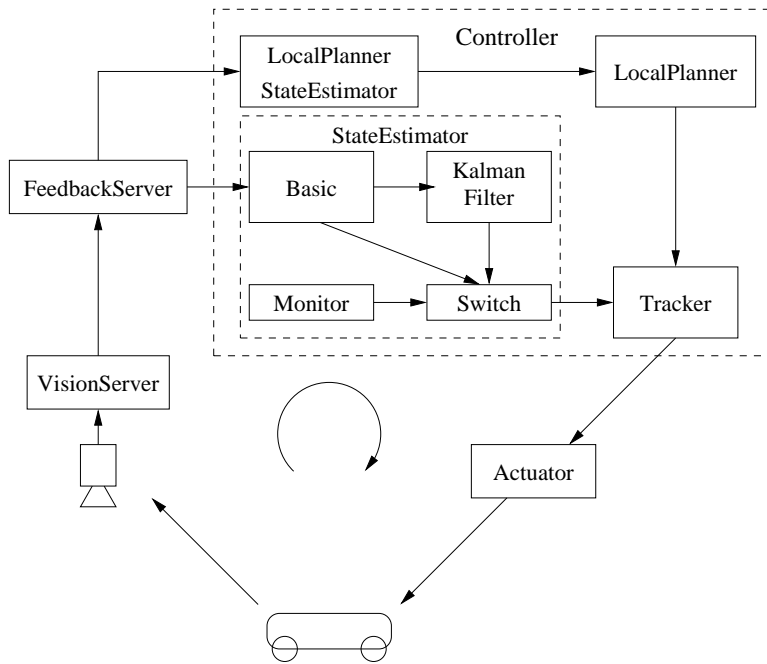 Controller
LocalPlanner
StateEstimator
LocalPlanner
StateEstimator
FeedbackServer
Basic
Kalman
Filter
Monitor
Switch
Tracker
VisionServer
Actuator